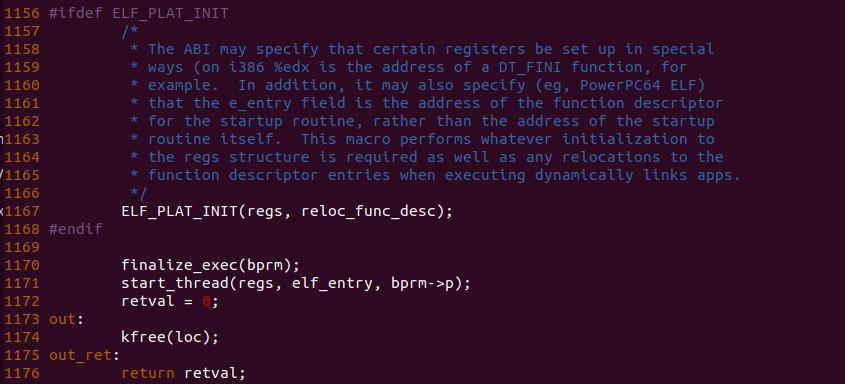 1156 #ifdef ELF_PLAT_INIT
1157         /*
1158          * The ABI may specify that certain registers be set up in special
1159          * ways (on i386 %edx is the address of a DT_FINI function, for
1160          * example.  In addition, it may also specify (eg, PowerPC64 ELF)
1161          * that the e_entry field is the address of the function descriptor
1162          * for the startup routine, rather than the address of the startup
1163          * routine itself.  This macro performs whatever initialization to
1164          * the regs structure is required as well as any relocations to the
1165          * function descriptor entries when executing dynamically links apps.
1166          */
1167         ELF_PLAT_INIT(regs, reloc_func_desc);
1168 #endif
1169
1170         finalize_exec(bprm);
1171         start_thread(regs, elf_entry, bprm->p);
1172         retval = 0;
1173 out:
1174         kfree(loc);
1175 out_ret:
1176         return retval;